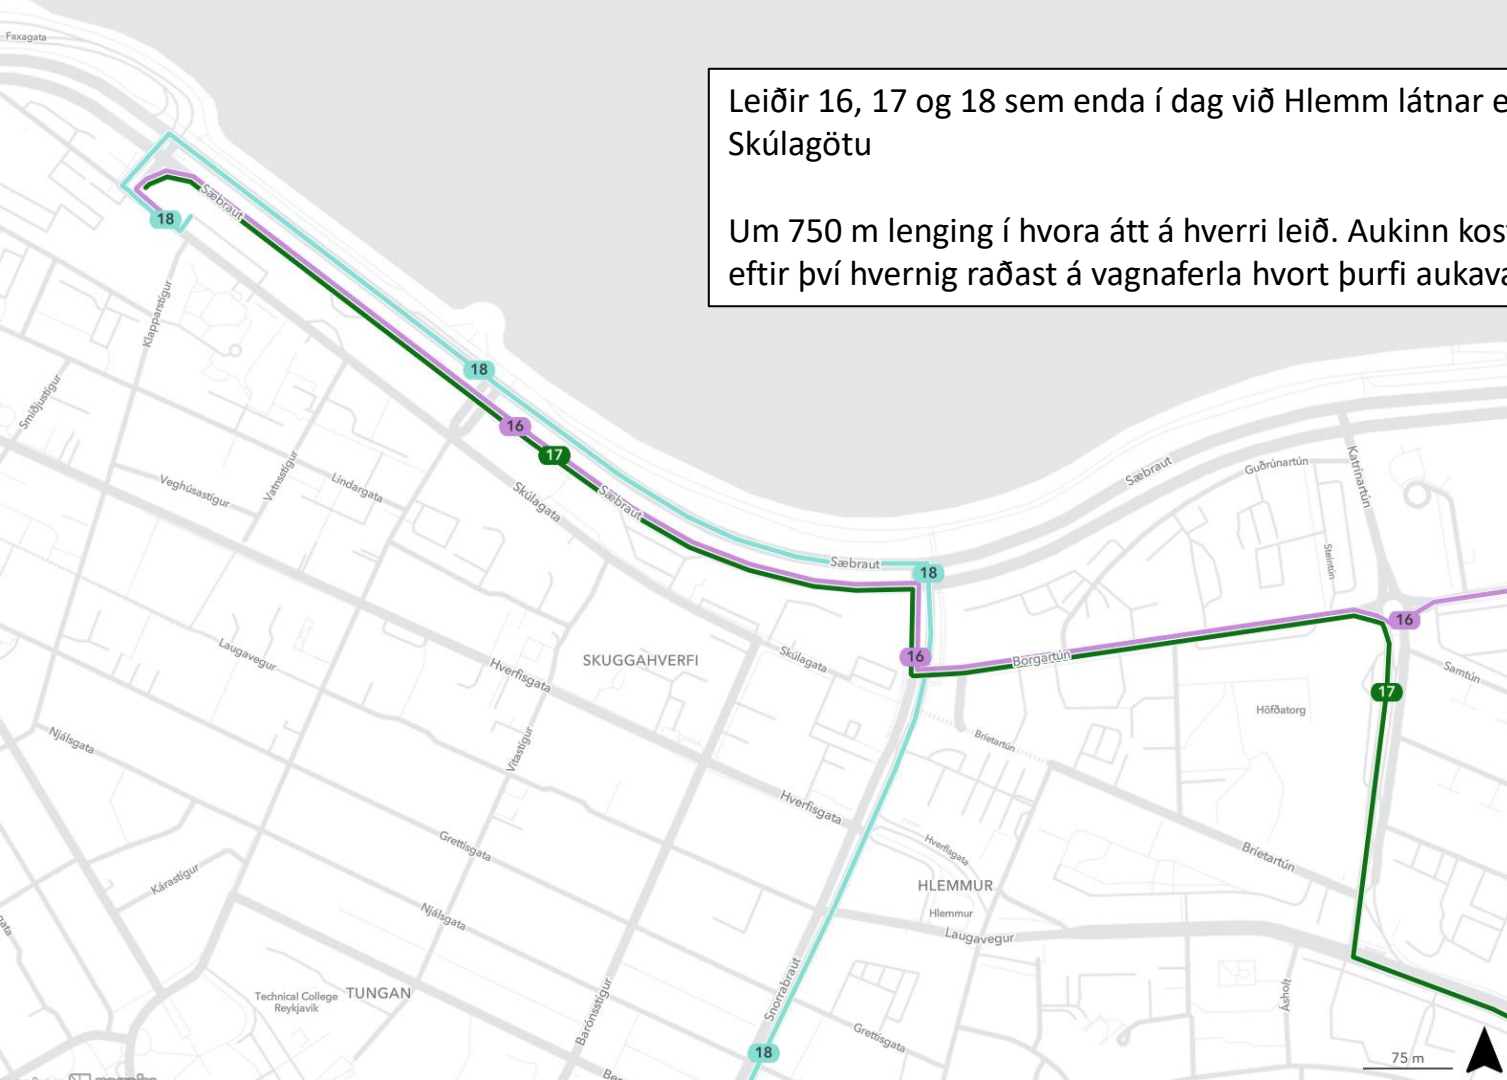 Faxagata
Leiðir 16, 17 og 18 sem enda í dag við Hlemm látnar e
Skúlagötu
Um 750 m lenging í hvora átt á hverri leið. Aukinn kos
eftir því hvernig raðast á vagnaferla hvort þurfi aukava
Sæbraut
18
Klapparstígur
Smiðjustígur
18
16
17
Veghúsastígur
Vatnsstígur
Lindargata
Skúlagata
Sæbraut
Sæbraut
Guðrúnartún
Katrínartún
Steintún
Sæbraut
18
16
16
Borgartún
Samtún
17
Höfðatorg
Laugavegur
Hverfisgata
SKUGGAHVERFI
Skúlagata
Bríetartún
Njálsgata
Vitastígur
Hverfisgata
Hverfisgata
Bríetartún
Grettisgata
Kárastígur
HLEMMUR
Hlemmur
Laugavegur
Njálsgata
Technical College
Reykjavik
TUNGAN
Barónsstígur
Snorrabraut
Ásholt
Grettisgata
18
75 m